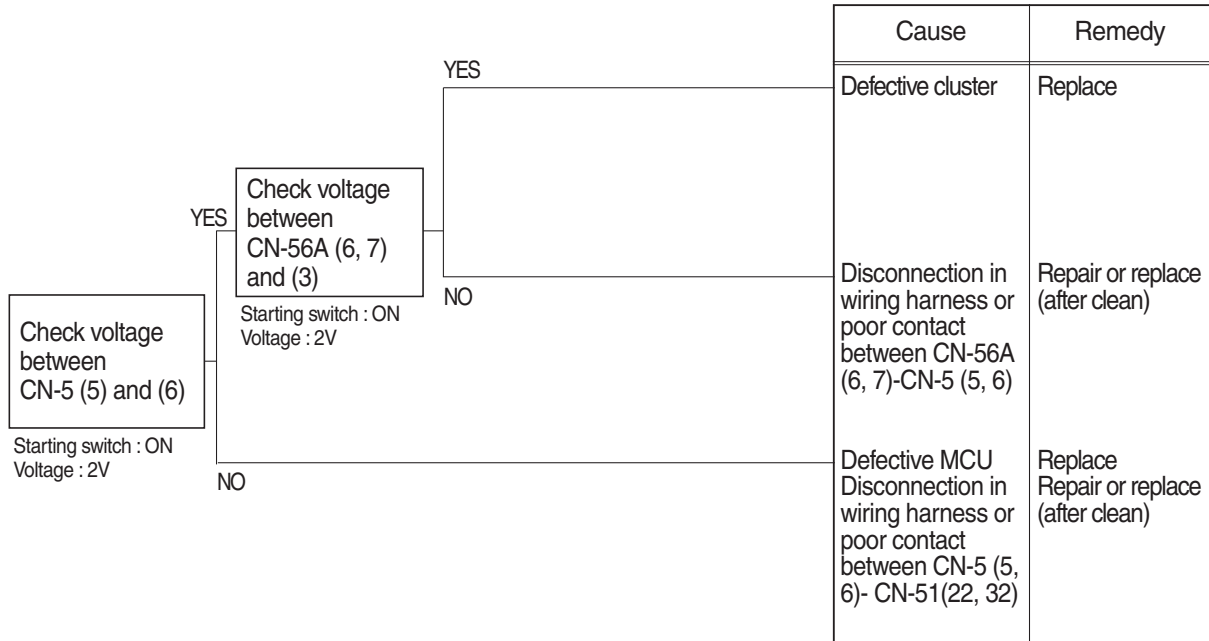 Cause
Remedy
YES
Defective cluster
Replace
Check voltage
between
CN-56A (6, 7)
and (3)
YES
Starting switch : ON
Voltage : 2V
NO
Disconnection in
wiring harness or
poor contact
between CN-56A
(6, 7)-CN-5 (5, 6)
Repair or replace
(after clean)
Check voltage
between
CN-5 (5) and (6)
Starting switch : ON
Voltage : 2V
NO
Defective MCU
Disconnection in
wiring harness or
poor contact
between CN-5 (5,
6)- CN-51(22, 32)
Replace
Repair or replace
(after clean)